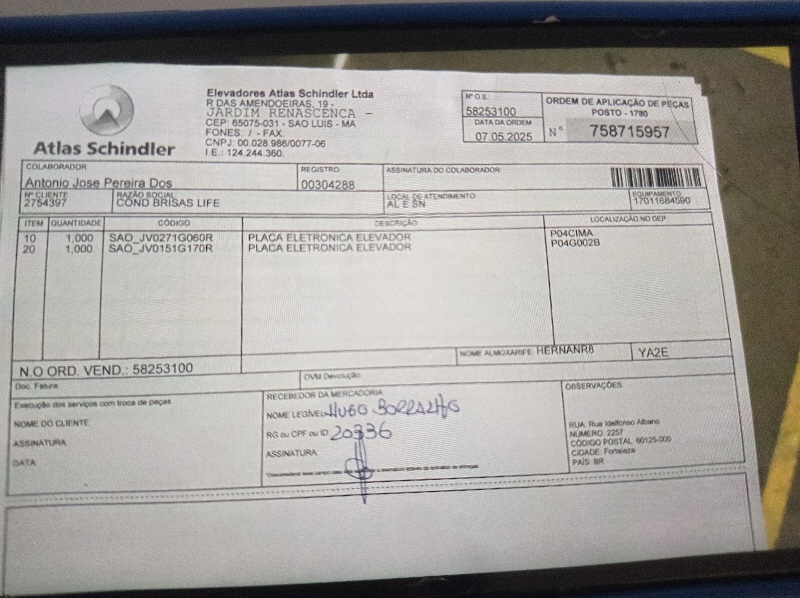 Elevadores Atlas Schindler Ltda
R DAS AMENDOEIRAS, 19 -
JARDIM RENASCENCA -
CEP: 65075-031 - SAO LUIS - MA
FONES: / - FAX:
CNPJ: 00.028.986/0077-06
I.E.: 124.244.360.
Atlas Schindler
Nº O.S.
58253100
DATA DA ORDEM
07.05.2025
ORDEM DE APLICAÇÃO DE PEÇAS
POSTO - 1780
N° 758715957
COLABORADOR
Antonio Jose Pereira Dos
REGISTRO
00304288
ASSINATURA DO COLABORADOR
Nº CLIENTE
2754397
RAZÃO SOCIAL
COND BRISAS LIFE
LOCAL DE ATENDIMENTO
AL E SN
EQUIPAMENTO
17011684590
ITEM QUANTIDADE CÓDIGO DESCRIÇÃO LOCALIZAÇÃO NO DEP
10 1,000 SAO_JV0271G060R PLACA ELETRONICA ELEVADOR P04CIMA
20 1,000 SAO_JV0151G170R PLACA ELETRONICA ELEVADOR P04G002B
NOME ALMOXARIFE: HERNANRB YA2E
N.O ORD. VEND.: 58253100
Doc. Fatura
OVM Devolução
Execução dos serviços com troca de peças
NOME DO CLIENTE
ASSINATURA
DATA
RECEBEDOR DA MERCADORIA
NOME LEGÍVEL HUGO BORRALHO
RG ou CPF ou ID 20336
ASSINATURA
OBSERVAÇÕES
RUA: Rua Idelfonso Albano
NÚMERO 2257
CÓDIGO POSTAL 60125-000
CIDADE: Fortaleza
PAÍS: BR